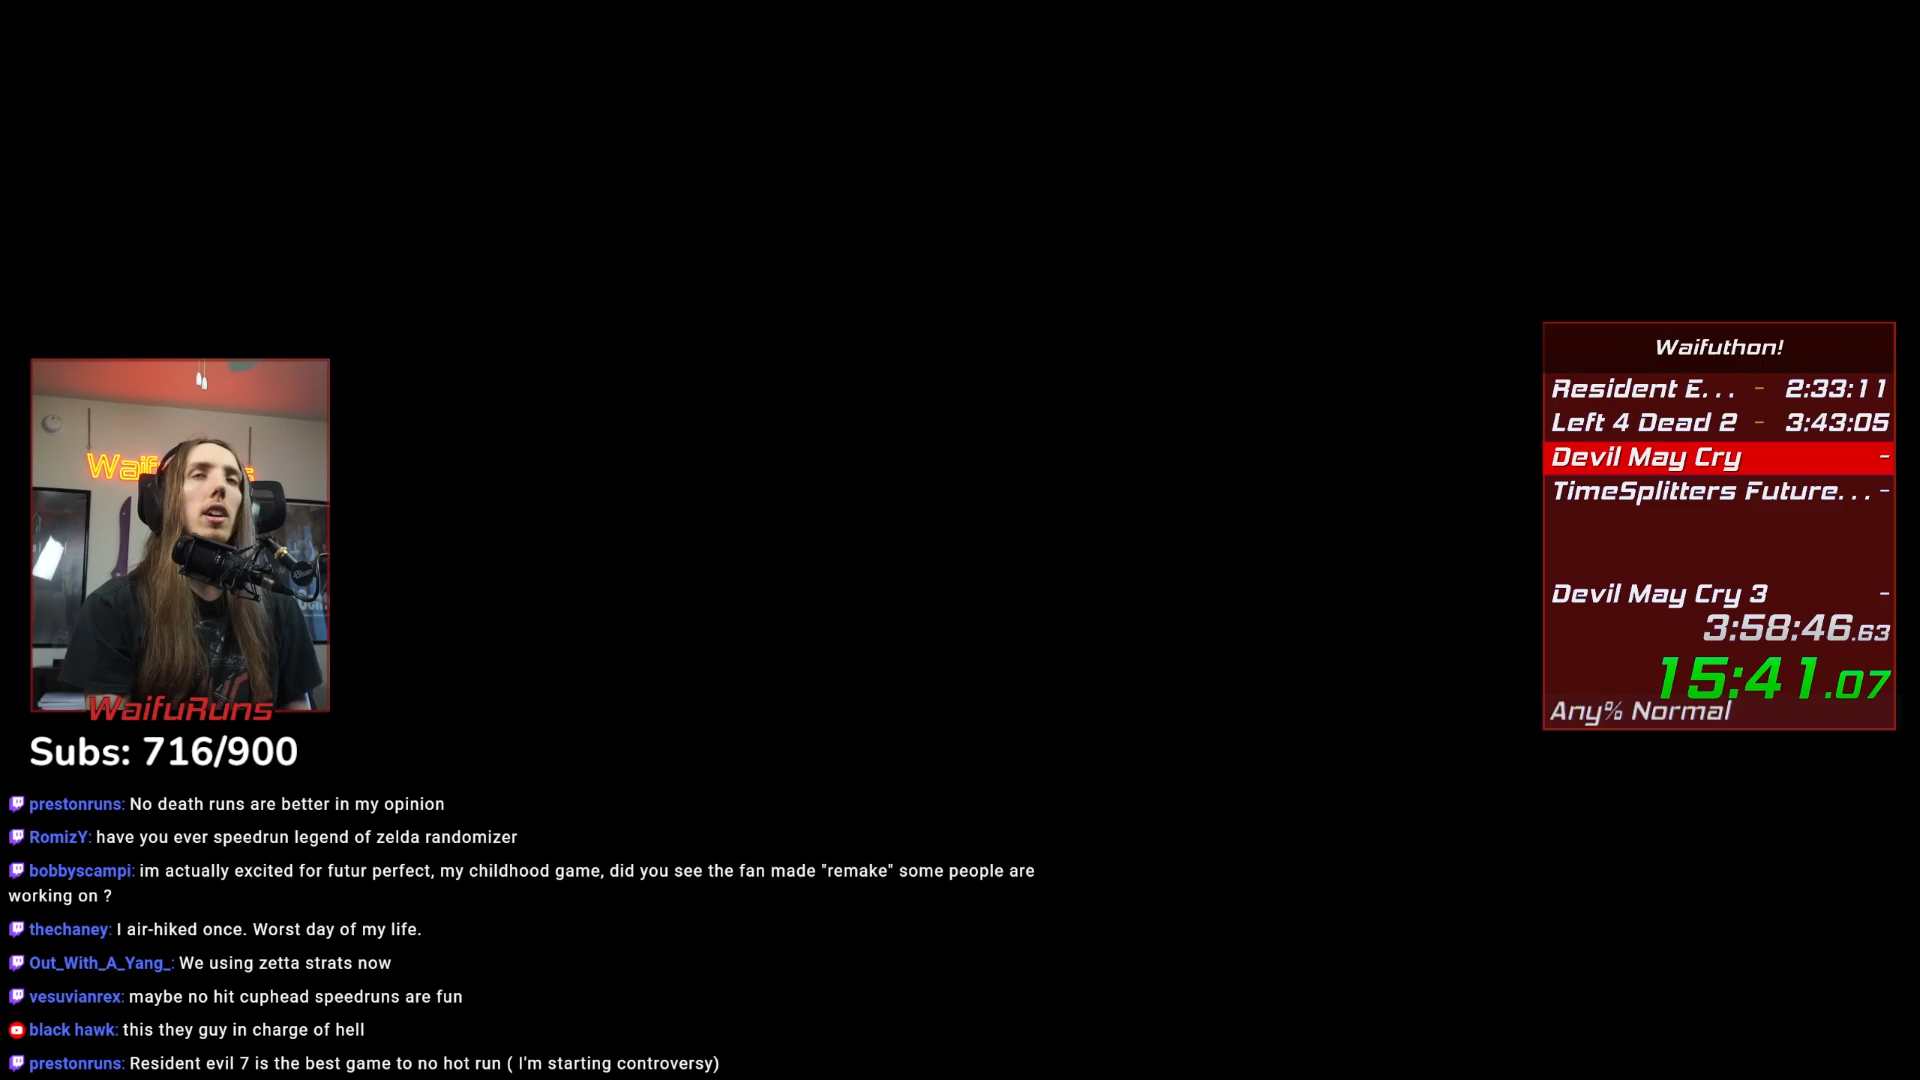 Waifuthon!
Resident E... - 2:33:11
Left 4 Dead 2 - 3:43:05
Devil May Cry -
TimeSplitters Future... -
Devil May Cry 3 -
3:58:46.63
15:41.07
Any% Normal
WaifuRuns
Subs: 716/900
prestonruns: No death runs are better in my opinion
RomizY: have you ever speedrun legend of zelda randomizer
bobbyscampi: im actually excited for futur perfect, my childhood game, did you see the fan made "remake" some people are
working on ?
thechaney: I air-hiked once. Worst day of my life.
Out_With_A_Yang_: We using zetta strats now
vesuvianrex: maybe no hit cuphead speedruns are fun
black hawk: this they guy in charge of hell
prestonruns: Resident evil 7 is the best game to no hot run ( I'm starting controversy)